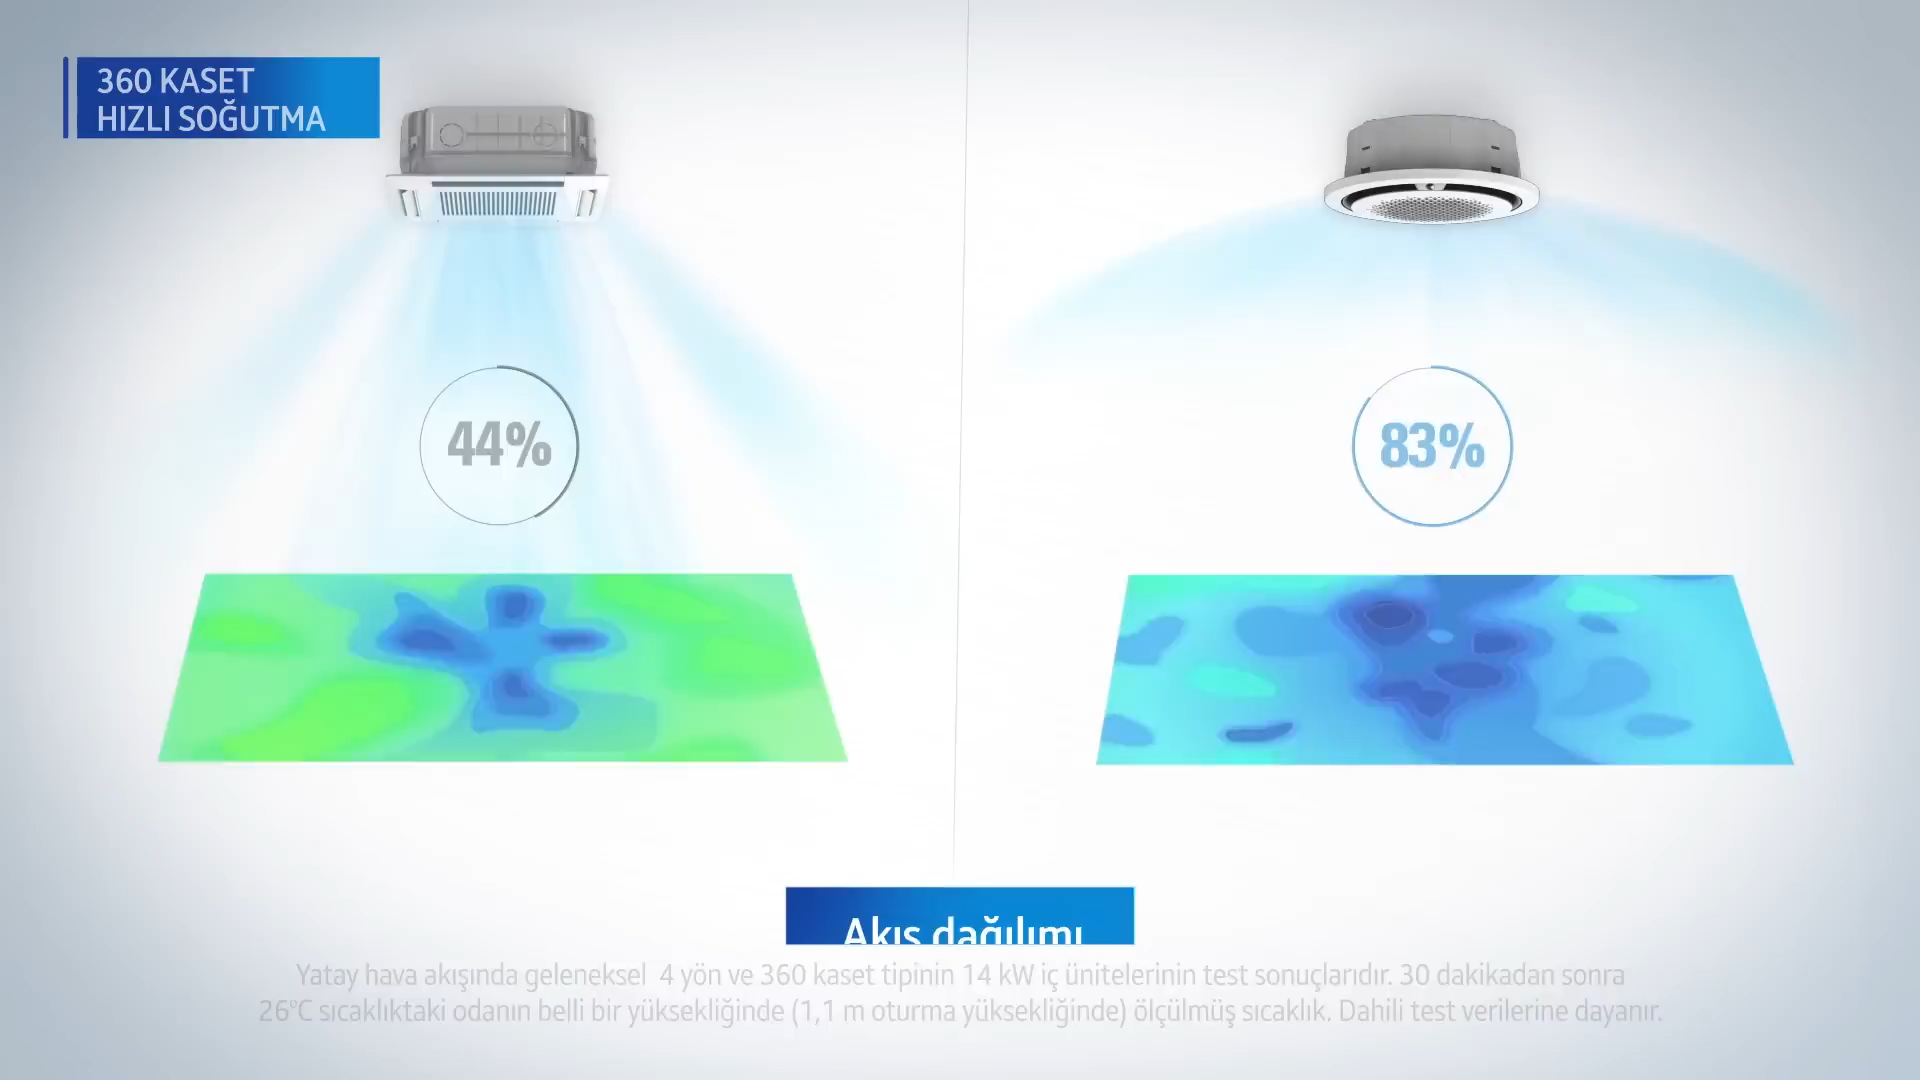 360 KASET
HIZLI SOĞUTMA
44%
83%
Akış dağılımı
Yatay hava akışında geleneksel 4 yön ve 360 kaset tipinin 14 kW iç ünitelerinin test sonuçlarıdır. 30 dakikadan sonra
26°C sıcaklıktaki odanın belli bir yüksekliğinde (1,1 m oturma yüksekliğinde) ölçülmüş sıcaklık. Dahili test verilerine dayanır.